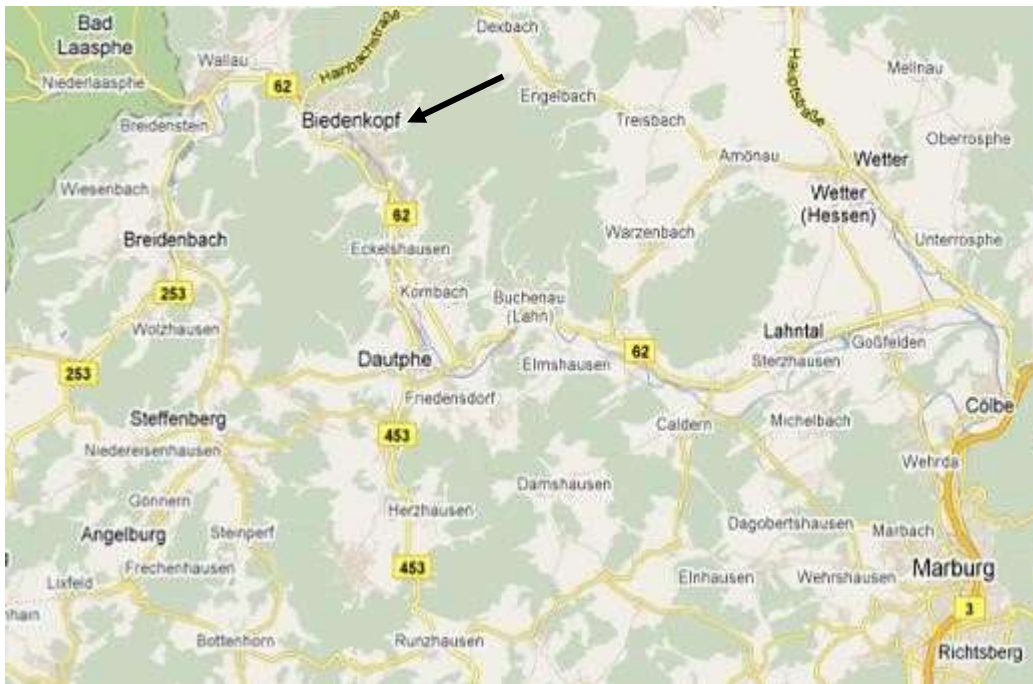 Bad
Laasphe
Niederlaasphe
Wallau
62
Hainbachstraße
Dexbach
Engelbach
Treisbach
Hauptstraße
Mellnau
Breidenstein
Biedenkopf
Oberrosphe
Amönau
Wetter
Wiesenbach
Wetter
(Hessen)
62
Breidenbach
Eckelshausen
Warzenbach
Unterrosphe
253
Kombach
Buchenau
(Lahn)
Wolzhausen
Lahntal
Goßfelden
Dautphe
62
Elmshausen
Sterzhausen
253
Friedensdorf
Cölbe
Steffenberg
Caldern
Michelbach
453
Niedereisenhausen
Wehrda
Damshausen
Gönnern
Herzhausen
Angelburg
Steinperf
Dagobertshausen
Marbach
Frechenhausen
453
Elnhausen
Wehrshausen
Marburg
Lixfeld
3
nhain
Bottenhorn
Runzhausen
Richtsberg